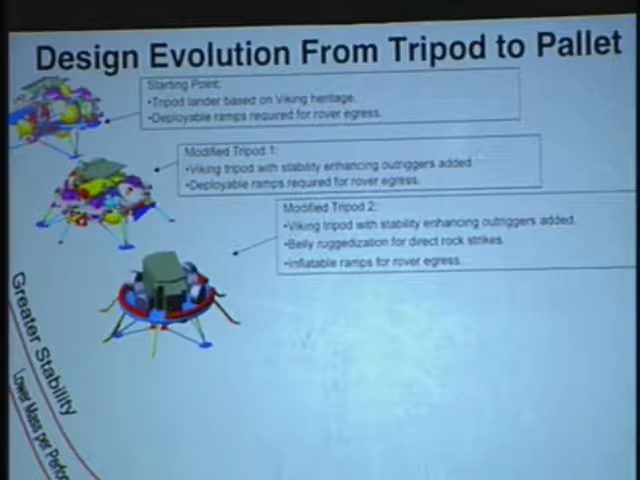 Design Evolution From Tripod to Pallet
Starting Point:
•Tripod lander based on Viking heritage.
•Deployable ramps required for rover egress.
Modified Tripod 1:
•Viking tripod with stability enhancing outriggers added.
•Deployable ramps required for rover egress.
Modified Tripod 2:
•Viking tripod with stability enhancing outriggers added.
•Belly ruggedization for direct rock strikes.
•Inflatable ramps for rover egress.
Greater Stability
Lower Mass per Perfo